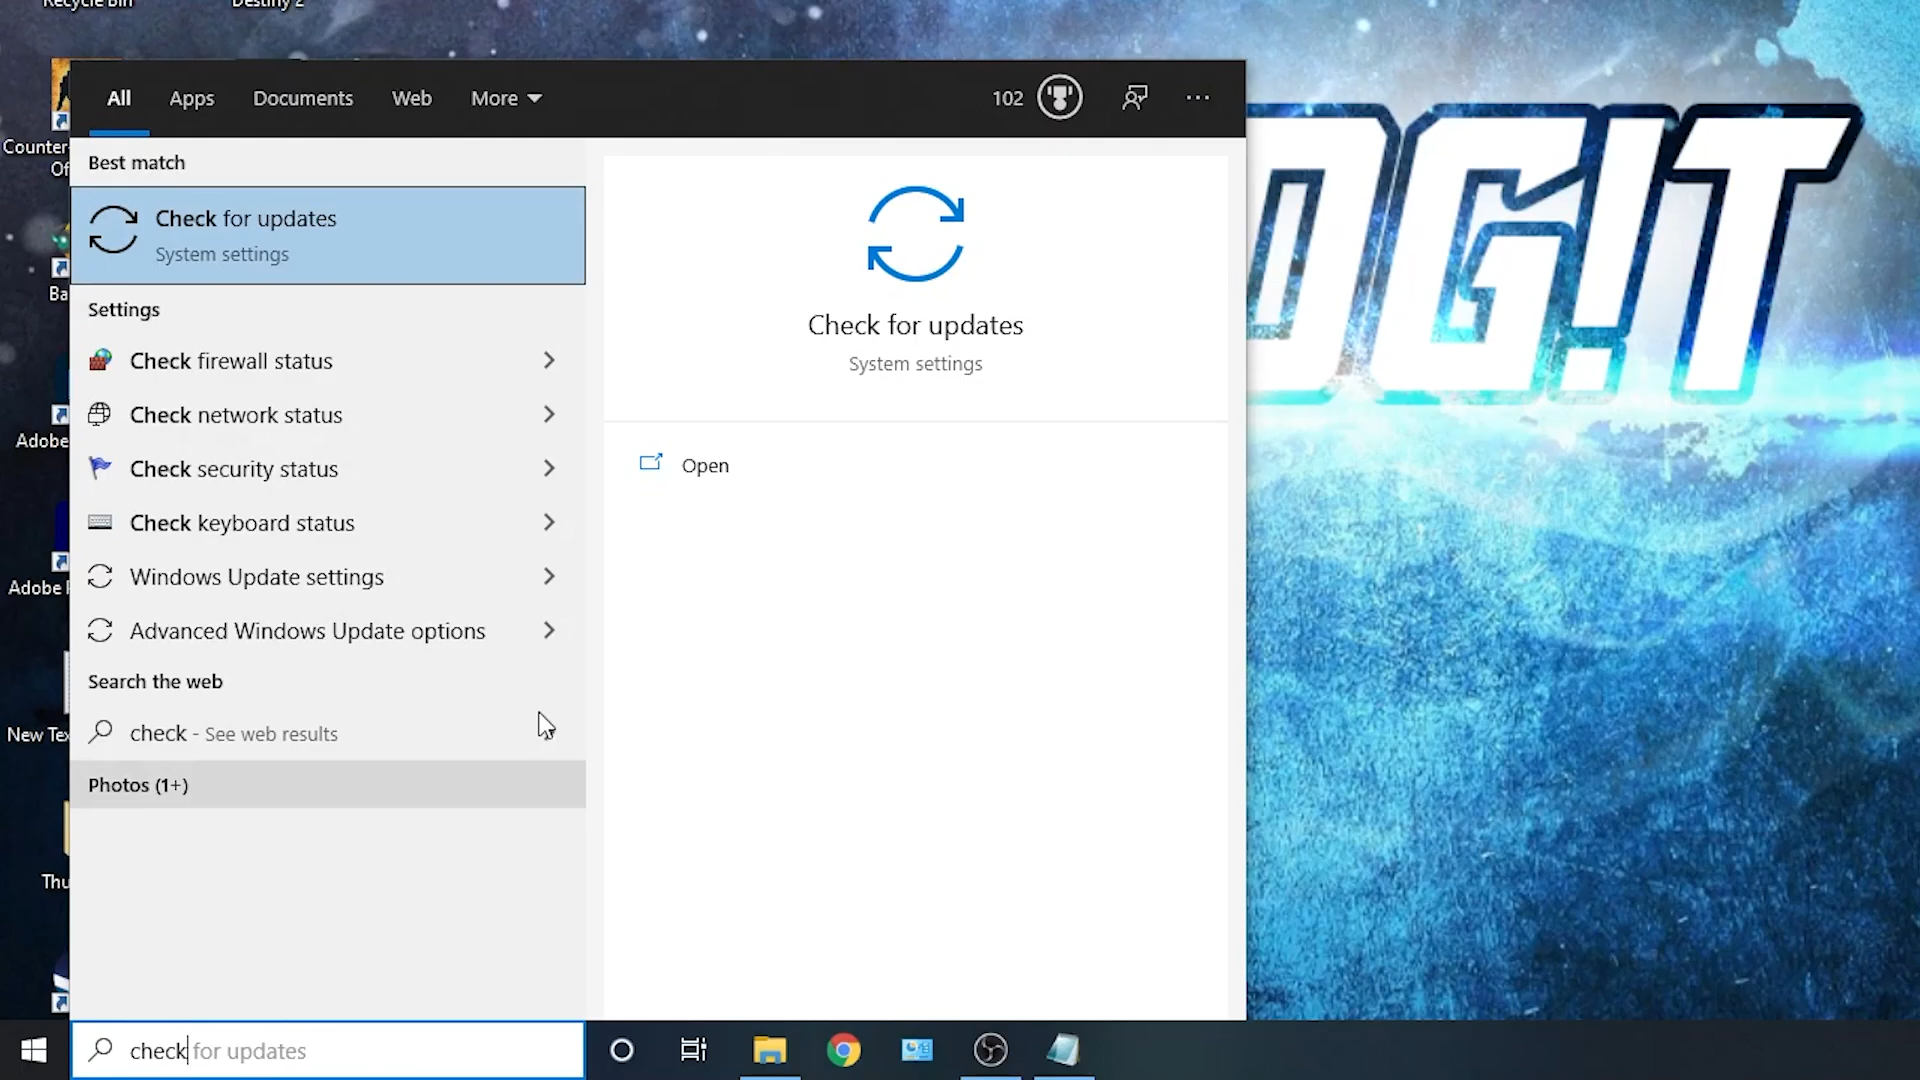 Recycle Bin
Destiny 2
All
Apps
Documents
Web
More
102
Best match
Check for updates
System settings
Settings
Check firewall status
Check network status
Check security status
Check keyboard status
Windows Update settings
Advanced Windows Update options
Search the web
check - See web results
Photos (1+)
Check for updates
System settings
Open
Counter-
Of
Ba
Adobe
Adobe
New Tex
Thu
G!T
check for updates